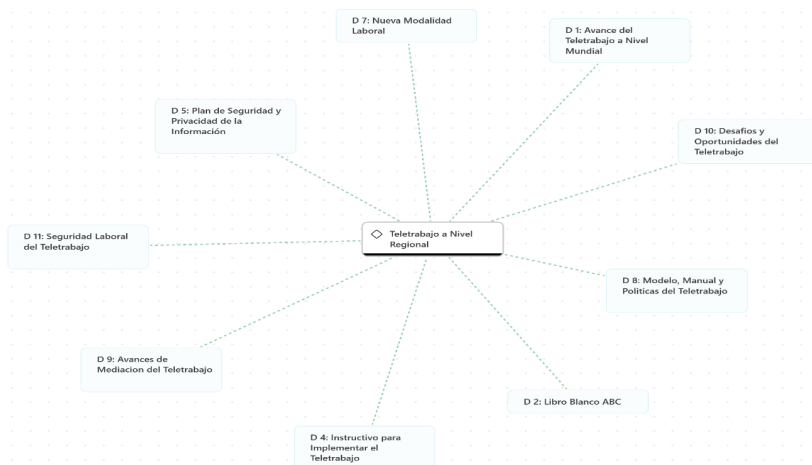 D 7: Nueva Modalidad
Laboral
D 1: Avance del
Teletrabajo a Nivel
Mundial
D 5: Plan de Seguridad y
Privacidad de la
Información
D 10: Desafios y
Oportunidades del
Teletrabajo
D 11: Seguridad Laboral
del Teletrabajo
Teletrabajo a Nivel
Regional
D 8: Modelo, Manual y
Politicas del Teletrabajo
D 9: Avances de
Mediacion del Teletrabajo
D 2: Libro Blanco ABC
D 4: Instructivo para
Implementar el
Teletrabajo